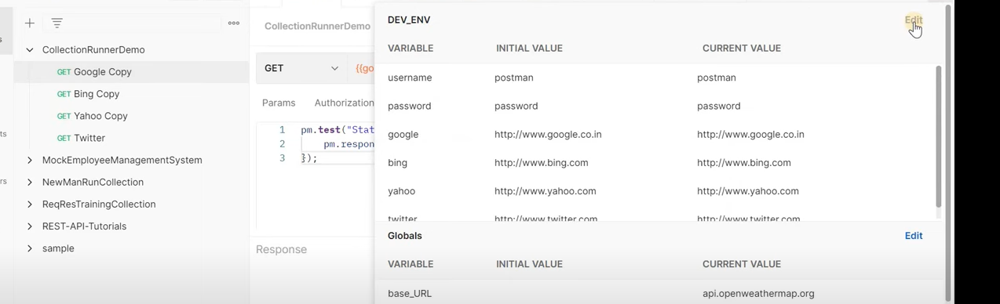 CollectionRunnerDemo
GET Google Copy
GET Bing Copy
GET Yahoo Copy
GET Twitter
MockEmployeeManagementSystem
NewManRunCollection
ReqResTrainingCollection
REST-API-Tutorials
sample
s
ts
rs
CollectionRunnerDemo
GET {{go
Params Authorization
1 pm.test("Stat
2 pm.respon
3 });
Response
DEV_ENV Edit
VARIABLE INITIAL VALUE CURRENT VALUE
username postman postman
password password password
google http://www.google.co.in http://www.google.co.in
bing http://www.bing.com http://www.bing.com
yahoo http://www.yahoo.com http://www.yahoo.com
twitter http://www.twitter.com http://www.twitter.com
Globals Edit
VARIABLE INITIAL VALUE CURRENT VALUE
base_URL api.openweathermap.org